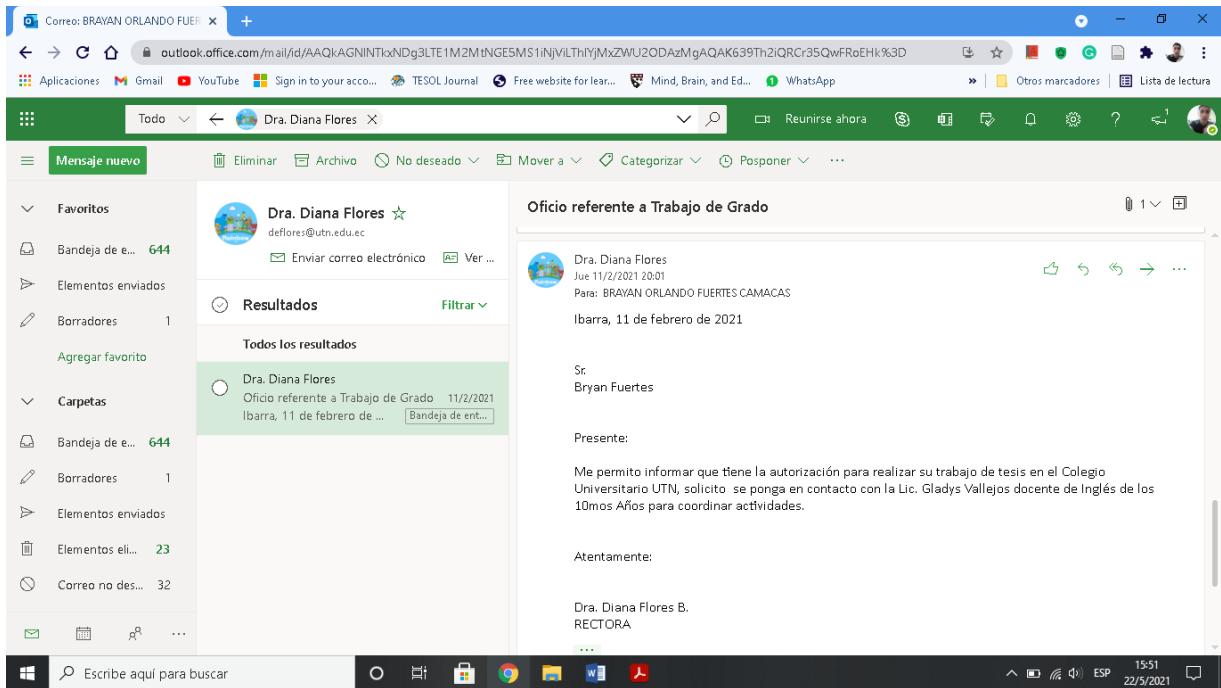 Correo: BRAYAN ORLANDO FUER
outlook.office.com/mail/id/AAQkAGNlNTkxNDg3LTE1M2MtNGE5MS1iNjViLThlYjMxZWU2ODAzMgAQAK639Th2iQRCr35QwFRoEHk%3D
Aplicaciones Gmail YouTube Sign in to your acco... TESOL Journal Free website for lear... Mind, Brain, and Ed... WhatsApp » Otros marcadores Lista de lectura
Todo Dra. Diana Flores Reunirse ahora 1
Mensaje nuevo Eliminar Archivo No deseado Mover a Categorizar Posponer ...
Favoritos
Bandeja de e... 644
Elementos enviados
Borradores 1
Agregar favorito
Carpetas
Bandeja de e... 644
Borradores 1
Elementos enviados
Elementos eli... 23
Correo no des... 32
Dra. Diana Flores
deflores@utn.edu.ec
Enviar correo electrónico Ver ...
Resultados Filtrar
Todos los resultados
Dra. Diana Flores
Oficio referente a Trabajo de Grado 11/2/2021
Ibarra, 11 de febrero de ... Bandeja de ent...
Oficio referente a Trabajo de Grado 1
Dra. Diana Flores
Jue 11/2/2021 20:01
Para: BRAYAN ORLANDO FUERTES CAMACAS
Ibarra, 11 de febrero de 2021
Sr.
Bryan Fuertes
Presente:
Me permito informar que tiene la autorización para realizar su trabajo de tesis en el Colegio
Universitario UTN, solicito se ponga en contacto con la Lic. Gladys Vallejos docente de Inglés de los
10mos Años para coordinar actividades.
Atentamente:
Dra. Diana Flores B.
RECTORA
...
Escribe aquí para buscar
ESP
15:51
22/5/2021